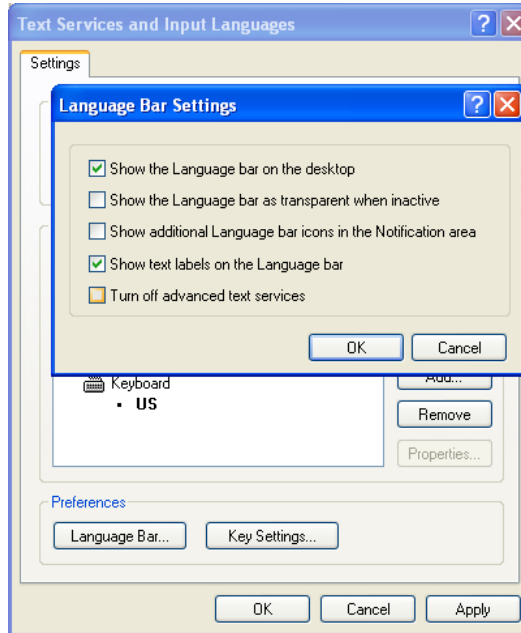 Text Services and Input Languages
Settings
Language Bar Settings
Show the Language bar on the desktop
Show the Language bar as transparent when inactive
Show additional Language bar icons in the Notification area
Show text labels on the Language bar
Turn off advanced text services
OK Cancel
Keyboard Add...
• US
Remove
Properties...
Preferences
Language Bar... Key Settings...
OK Cancel Apply